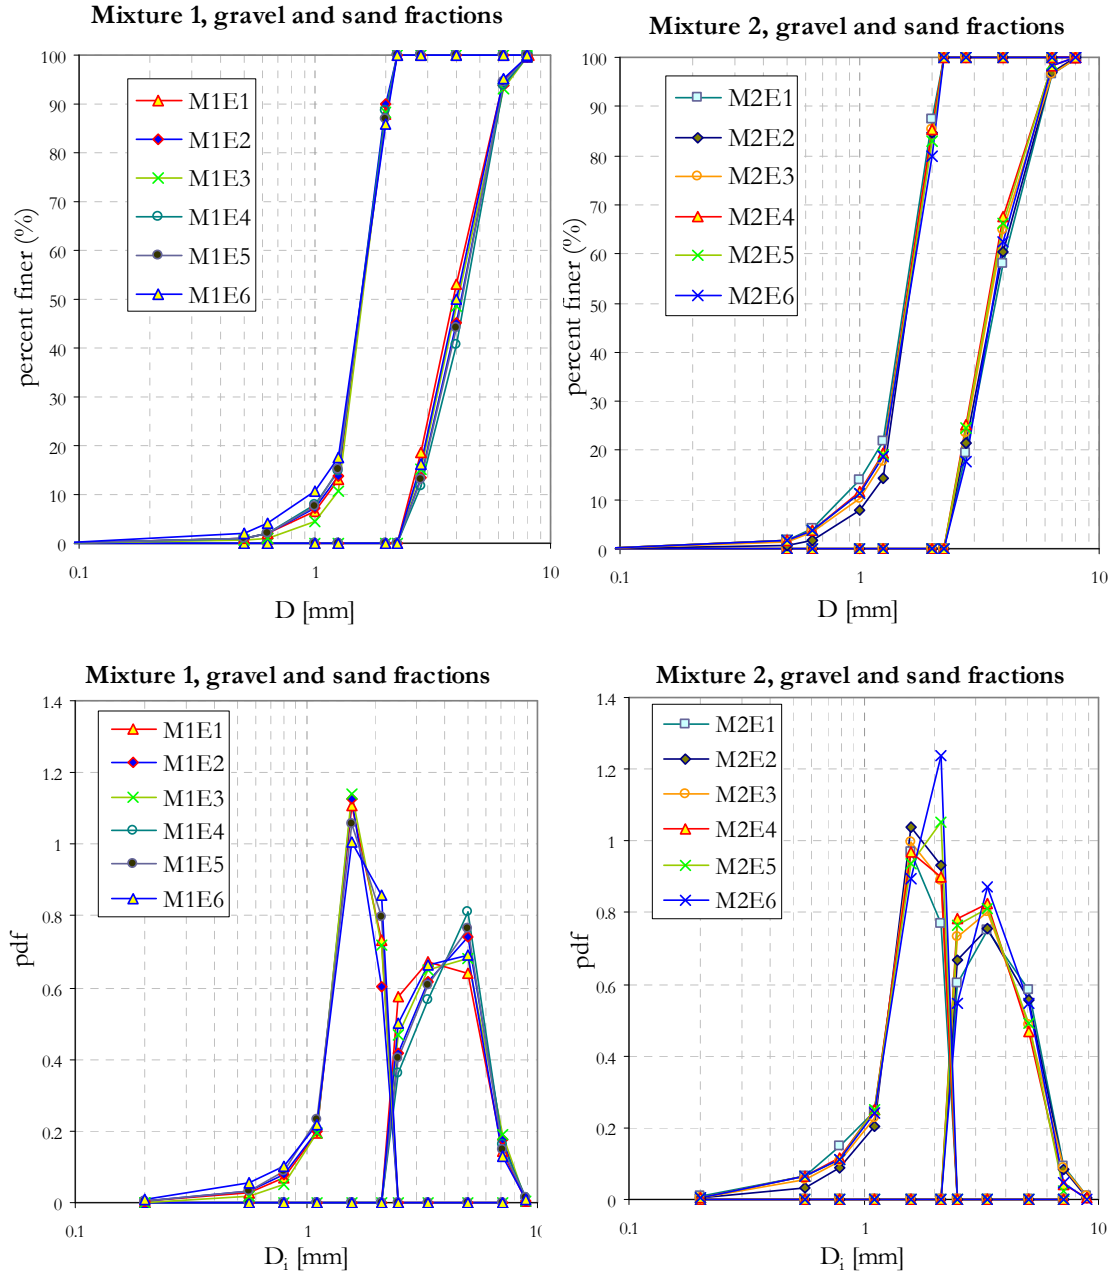 Mixture 1, gravel and sand fractions
100
90
80
70
60
50
40
30
20
10
0
percent finer (%)
M1E1
M1E2
M1E3
M1E4
M1E5
M1E6
0.1
1
10
D [mm]
Mixture 2, gravel and sand fractions
100
90
80
70
60
50
40
30
20
10
0
percent finer (%)
M2E1
M2E2
M2E3
M2E4
M2E5
M2E6
0.1
1
10
D [mm]
Mixture 1, gravel and sand fractions
1.4
1.2
1
0.8
0.6
0.4
0.2
0
pdf
M1E1
M1E2
M1E3
M1E4
M1E5
M1E6
0.1
1
10
Di [mm]
Mixture 2, gravel and sand fractions
1.4
1.2
1
0.8
0.6
0.4
0.2
0
pdf
M2E1
M2E2
M2E3
M2E4
M2E5
M2E6
0.1
1
10
Di [mm]